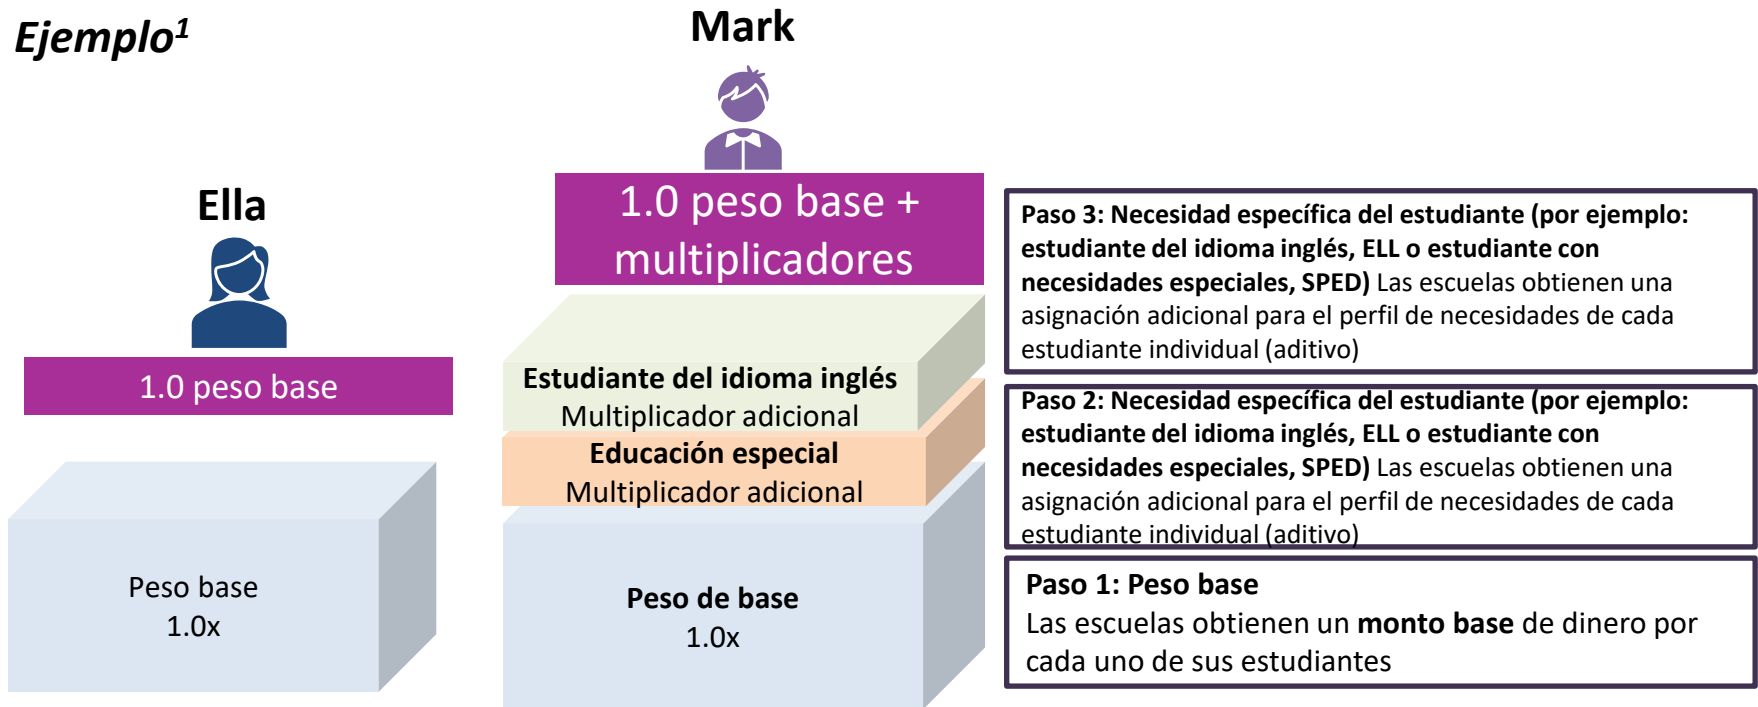 Ejemplo1
Ella
1.0 peso base
Peso base
1.0x
Mark
1.0 peso base +
multiplicadores
Estudiante del idioma inglés
Multiplicador adicional
Educación especial
Multiplicador adicional
Peso de base
1.0x
Paso 3: Necesidad específica del estudiante (por ejemplo:
estudiante del idioma inglés, ELL o estudiante con
necesidades especiales, SPED) Las escuelas obtienen una
asignación adicional para el perfil de necesidades de cada
estudiante individual (aditivo)
Paso 2: Necesidad específica del estudiante (por ejemplo:
estudiante del idioma inglés, ELL o estudiante con
necesidades especiales, SPED) Las escuelas obtienen una
asignación adicional para el perfil de necesidades de cada
estudiante individual (aditivo)
Paso 1: Peso base
Las escuelas obtienen un monto base de dinero por
cada uno de sus estudiantes